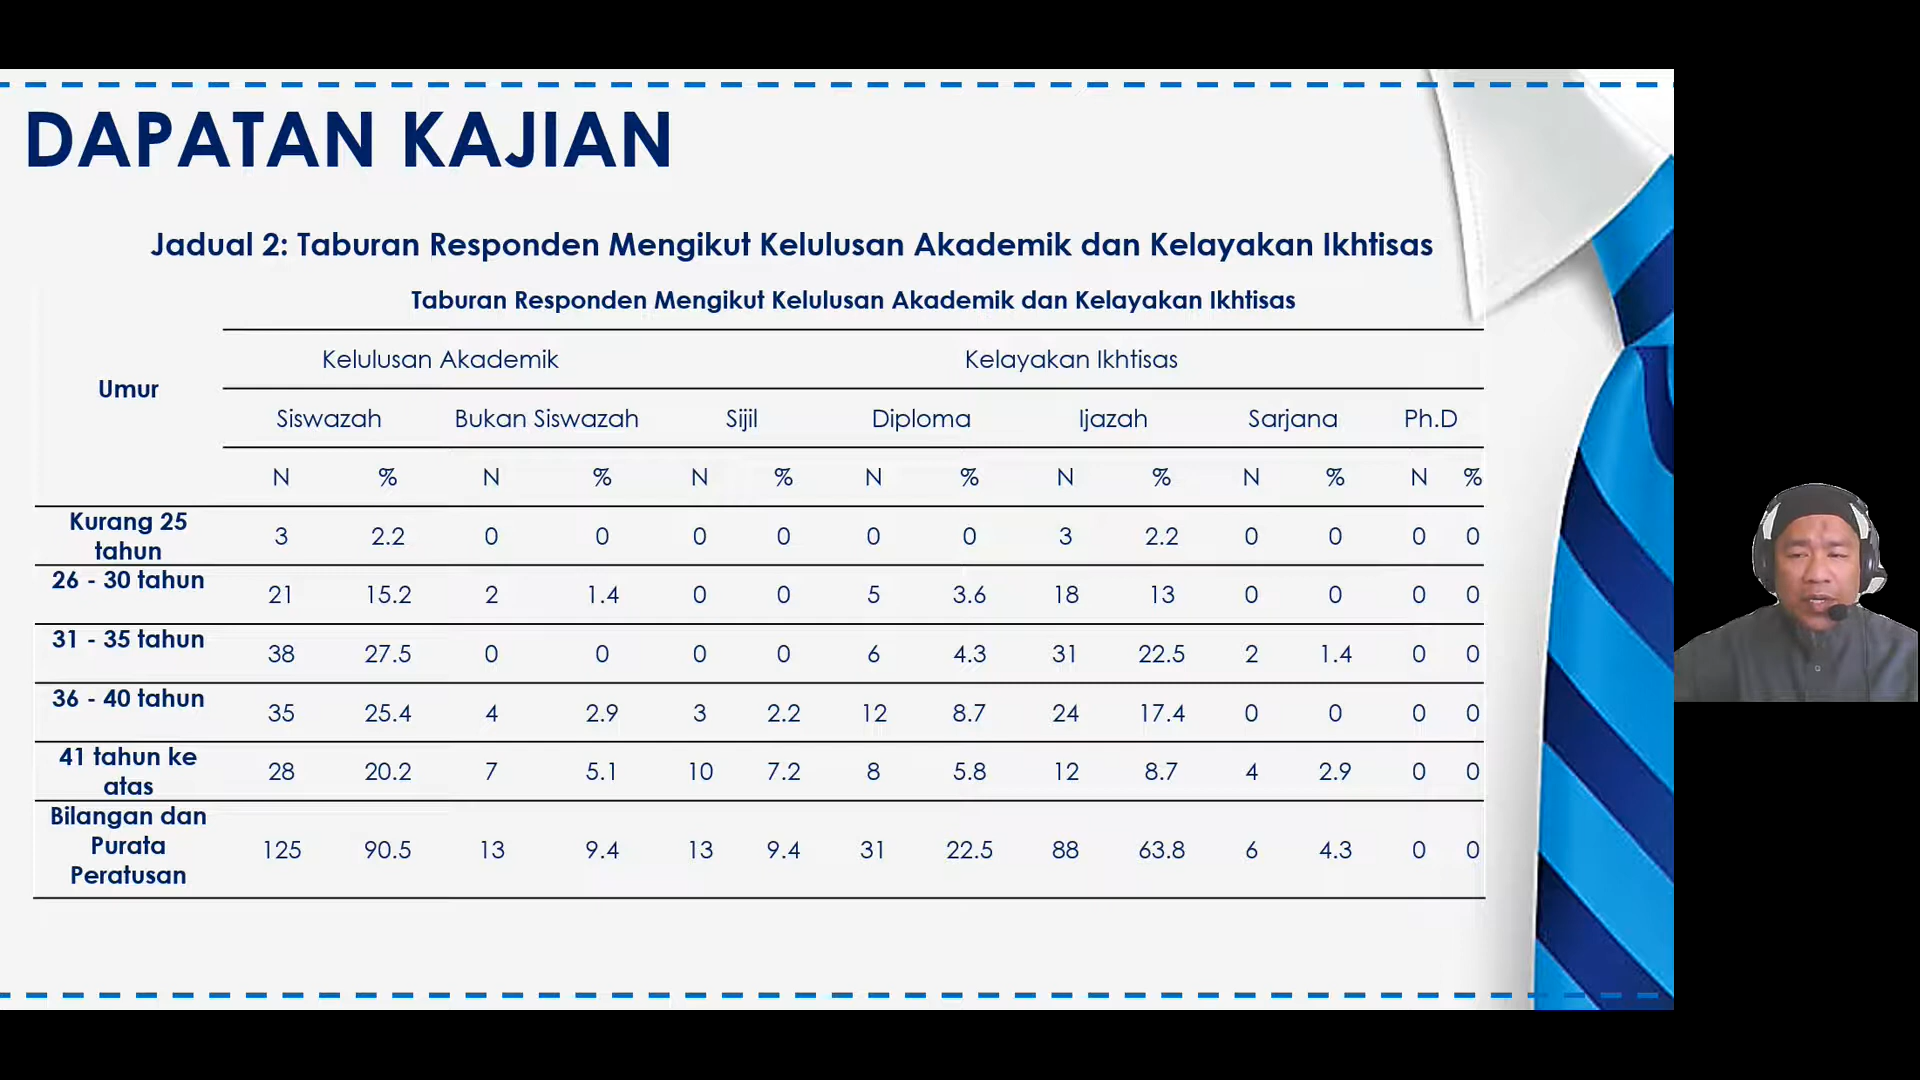 DAPATAN KAJIAN
Jadual 2: Taburan Responden Mengikut Kelulusan Akademik dan Kelayakan Ikhtisas
Taburan Responden Mengikut Kelulusan Akademik dan Kelayakan Ikhtisas
Umur
Kelulusan Akademik Kelayakan Ikhtisas
Siswazah Bukan Siswazah Sijil Diploma Ijazah Sarjana Ph.D
N % N % N % N % N % N % N %
Kurang 25
tahun
3 2.2 0 0 0 0 0 0 3 2.2 0 0 0 0
26 - 30 tahun
21 15.2 2 1.4 0 0 5 3.6 18 13 0 0 0 0
31 - 35 tahun
38 27.5 0 0 0 0 6 4.3 31 22.5 2 1.4 0 0
36 - 40 tahun
35 25.4 4 2.9 3 2.2 12 8.7 24 17.4 0 0 0 0
41 tahun ke
atas
28 20.2 7 5.1 10 7.2 8 5.8 12 8.7 4 2.9 0 0
Bilangan dan
Purata
Peratusan
125 90.5 13 9.4 13 9.4 31 22.5 88 63.8 6 4.3 0 0